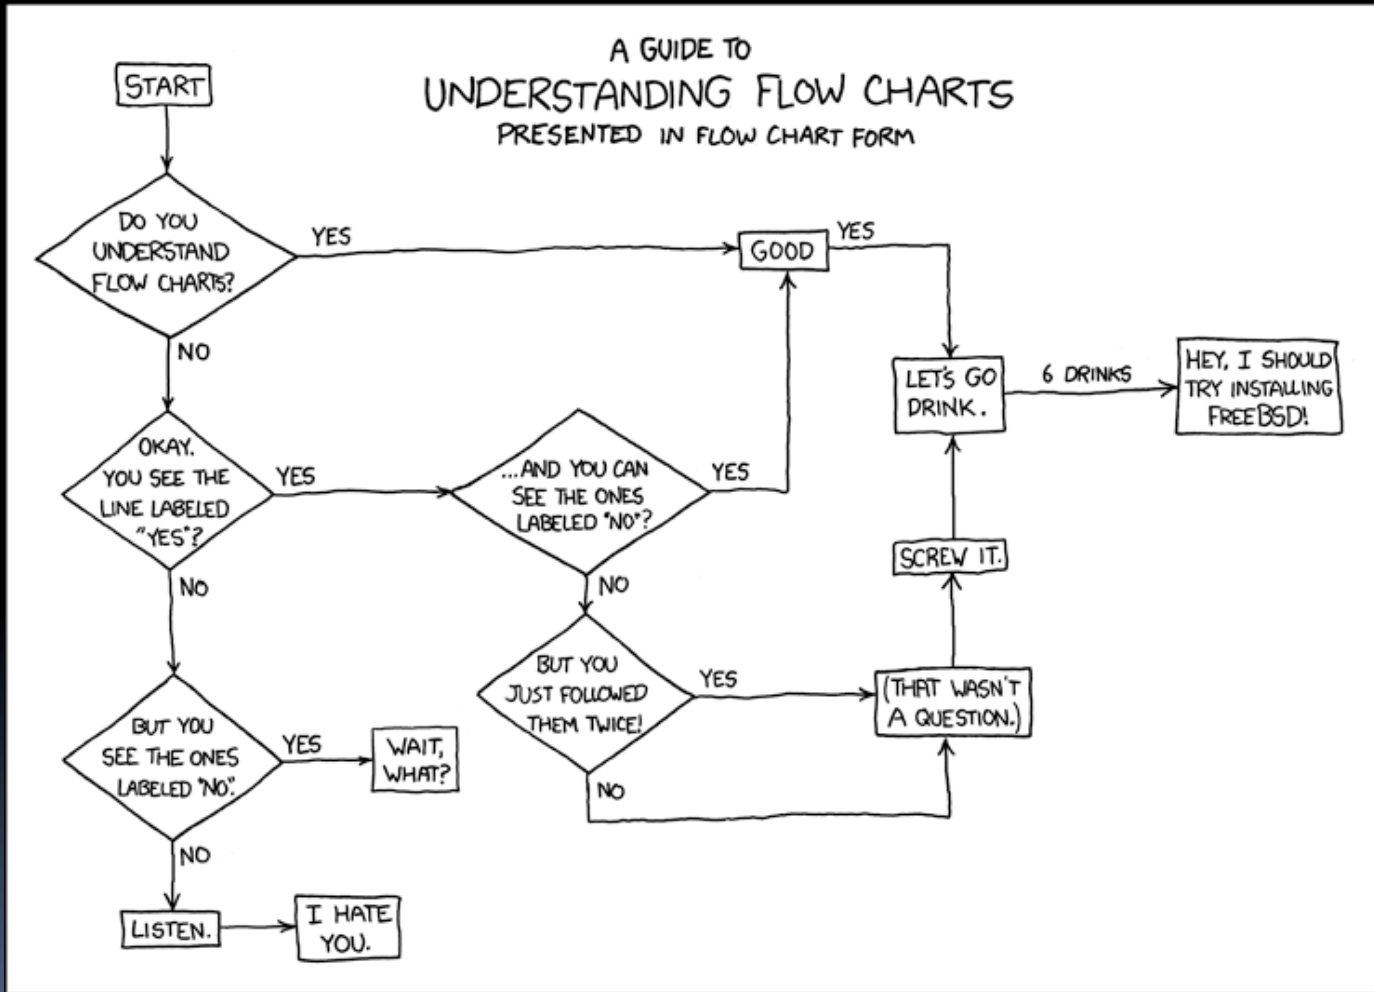 A GUIDE TO
UNDERSTANDING FLOW CHARTS
PRESENTED IN FLOW CHART FORM
START
DO YOU
UNDERSTAND
FLOW CHARTS?
YES
GOOD
YES
NO
LET'S GO
DRINK.
6 DRINKS
HEY, I SHOULD
TRY INSTALLING
FREEBSD!
OKAY.
YOU SEE THE
LINE LABELED
"YES"?
YES
...AND YOU CAN
SEE THE ONES
LABELED "NO"?
YES
NO
NO
SCREW IT.
BUT YOU
JUST FOLLOWED
THEM TWICE!
YES
(THAT WASN'T
A QUESTION.)
NO
BUT YOU
SEE THE ONES
LABELED "NO".
YES
WAIT,
WHAT?
NO
LISTEN.
I HATE
YOU.